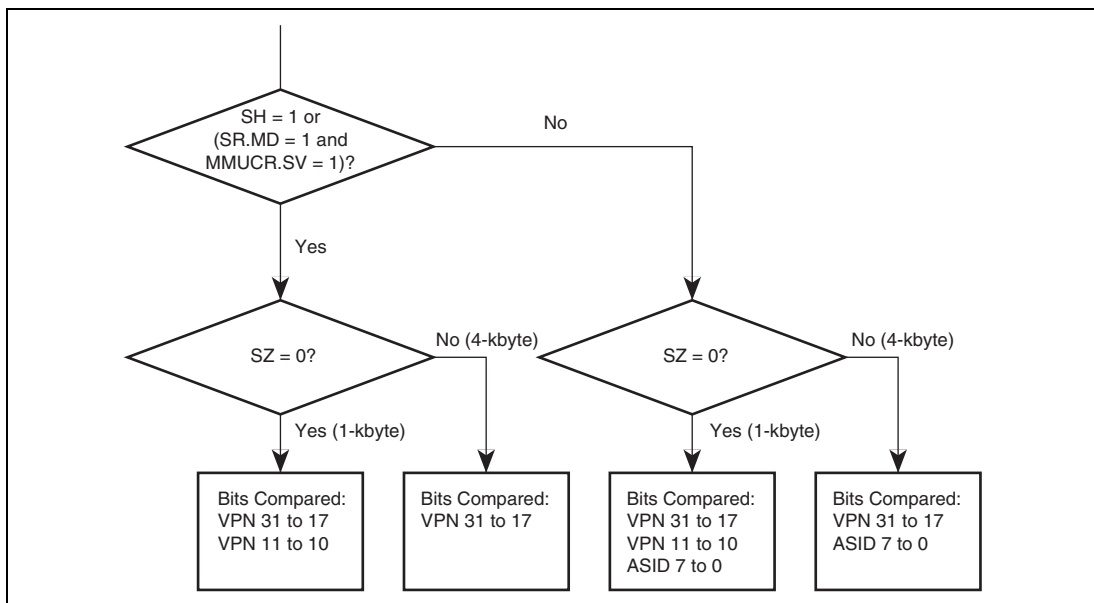 SH = 1 or
(SR.MD = 1 and
MMUCR.SV = 1)?
No
Yes
SZ = 0?
No (4-kbyte)
SZ = 0?
No (4-kbyte)
Yes (1-kbyte)
Yes (1-kbyte)
Bits Compared:
VPN 31 to 17
VPN 11 to 10
Bits Compared:
VPN 31 to 17
Bits Compared:
VPN 31 to 17
VPN 11 to 10
ASID 7 to 0
Bits Compared:
VPN 31 to 17
ASID 7 to 0